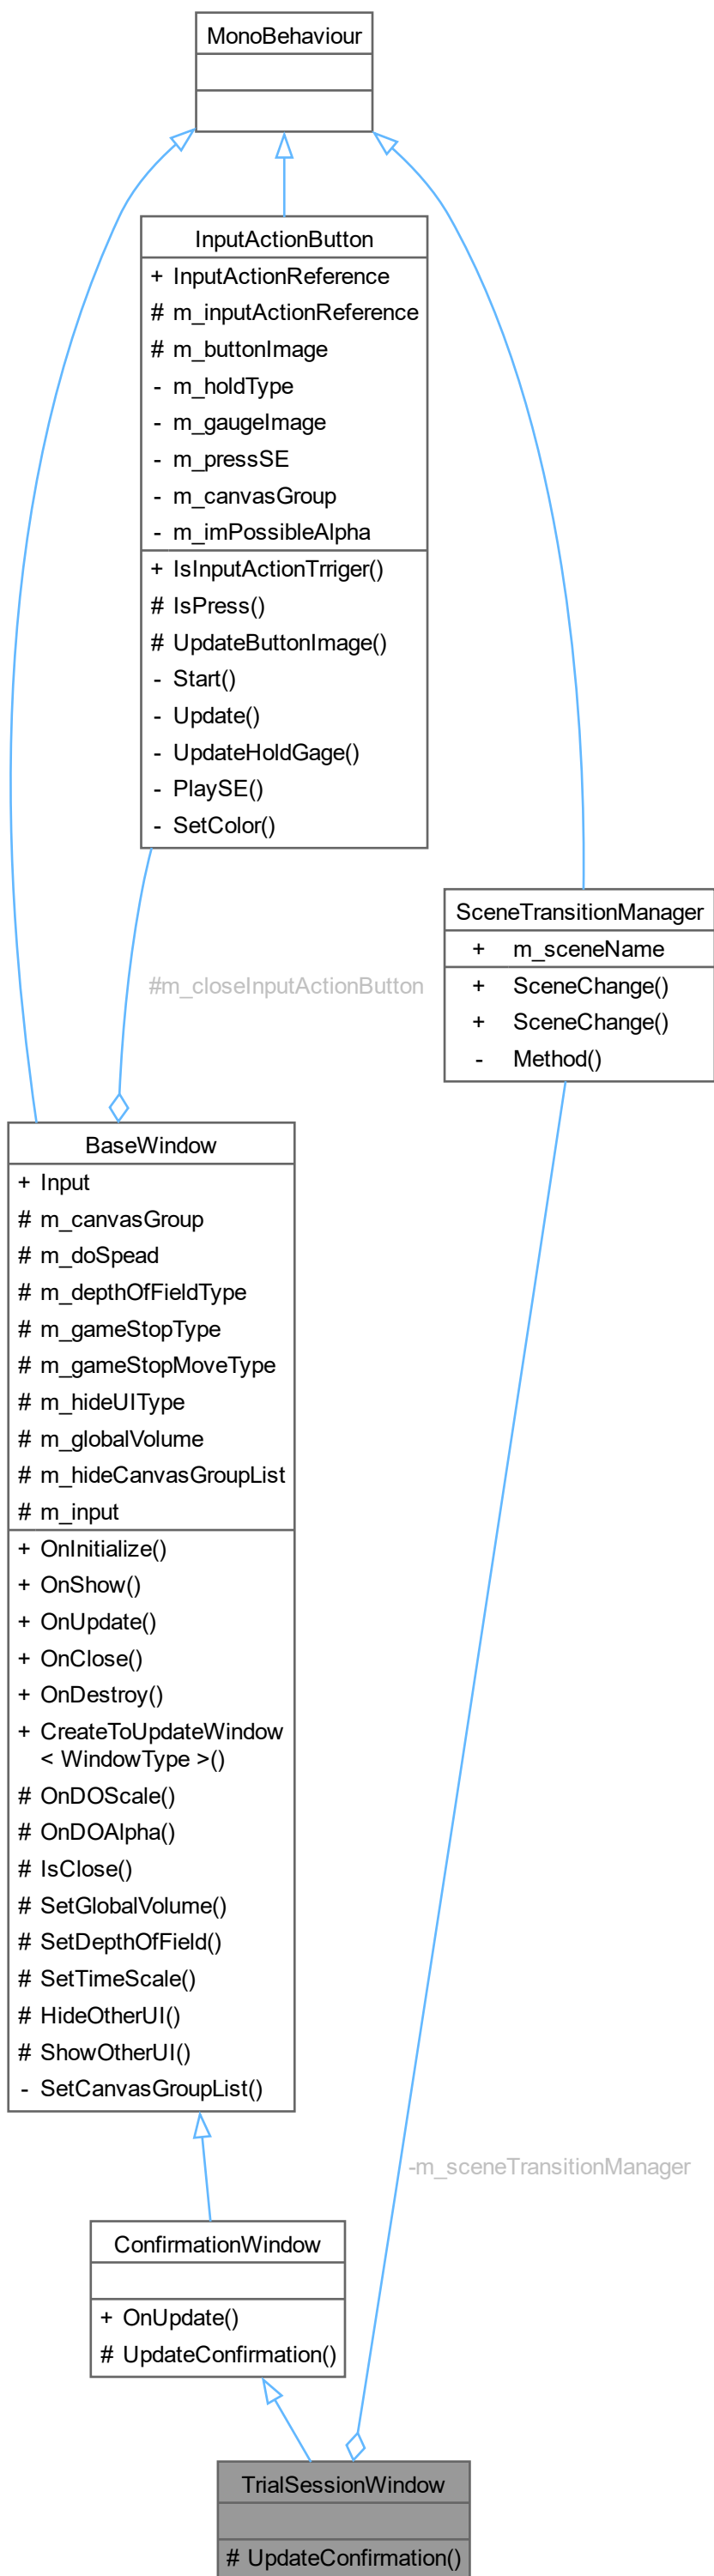 MonoBehaviour
InputActionButton
+ InputActionReference
# m_inputActionReference
# m_buttonImage
- m_holdType
- m_gaugeImage
- m_pressSE
- m_canvasGroup
- m_imPossibleAlpha
+ IsInputActionTrriger()
# IsPress()
# UpdateButtonImage()
- Start()
- Update()
- UpdateHoldGage()
- PlaySE()
- SetColor()
SceneTransitionManager
+ m_sceneName
+ SceneChange()
+ SceneChange()
- Method()
#m_closeInputActionButton
BaseWindow
+ Input
# m_canvasGroup
# m_doSpead
# m_depthOfFieldType
# m_gameStopType
# m_gameStopMoveType
# m_hideUIType
# m_globalVolume
# m_hideCanvasGroupList
# m_input
+ OnInitialize()
+ OnShow()
+ OnUpdate()
+ OnClose()
+ OnDestroy()
+ CreateToUpdateWindow
< WindowType >()
# OnDOScale()
# OnDOAlpha()
# IsClose()
# SetGlobalVolume()
# SetDepthOfField()
# SetTimeScale()
# HideOtherUI()
# ShowOtherUI()
- SetCanvasGroupList()
-m_sceneTransitionManager
ConfirmationWindow
+ OnUpdate()
# UpdateConfirmation()
TrialSessionWindow
# UpdateConfirmation()